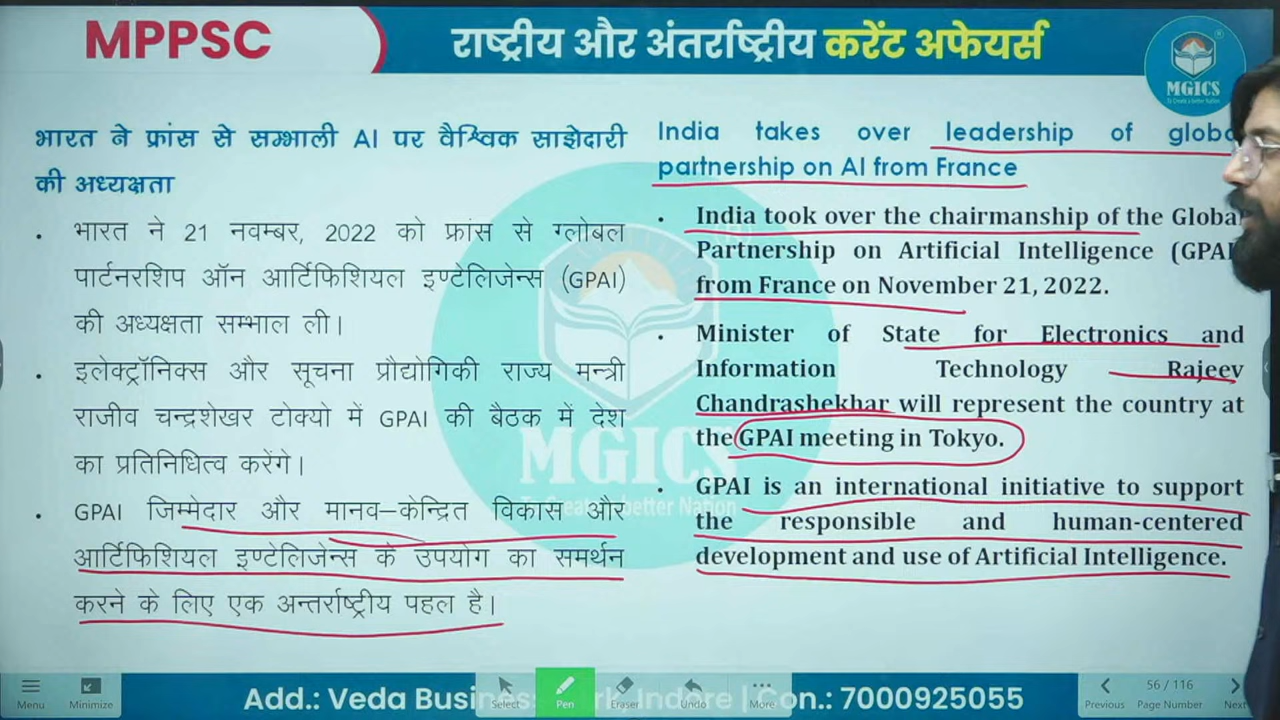 MPPSC
राष्ट्रीय और अंतर्राष्ट्रीय करेंट अफेयर्स
MGICS
भारत ने फ्रांस से सम्भाली AI पर वैश्विक साझेदारी
की अध्यक्षता
• भारत ने 21 नवम्बर, 2022 को फ्रांस से ग्लोबल
पार्टनरशिप ऑन आर्टिफिशियल इण्टेलिजेन्स (GPAI)
की अध्यक्षता सम्भाल ली।
• इलेक्ट्रॉनिक्स और सूचना प्रौद्योगिकी राज्य मन्त्री
राजीव चन्द्रशेखर टोक्यो में GPAI की बैठक में देश
का प्रतिनिधित्व करेंगे।
• GPAI जिम्मेदार और मानव–केन्द्रित विकास और
आर्टिफिशियल इण्टेलिजेन्स के उपयोग का समर्थन
करने के लिए एक अन्तर्राष्ट्रीय पहल है।
India takes over leadership of
partnership on AI from France
• India took over the chairmanship of the
Partnership on Artificial Intelligence
from France on November 21, 2022.
• Minister of State for Electronics and
Information Technology Rajeev
Chandrashekhar will represent the country at
the GPAI meeting in Tokyo.
• GPAI is an international initiative to support
the responsible and human-centered
development and use of Artificial Intelligence.
MGICS
Menu
Minimize
Add.: Veda
Indore | Con.: 7000925055
Select
Pen
Eraser
Undo
More
Previous
56 / 116
Page Number
Next